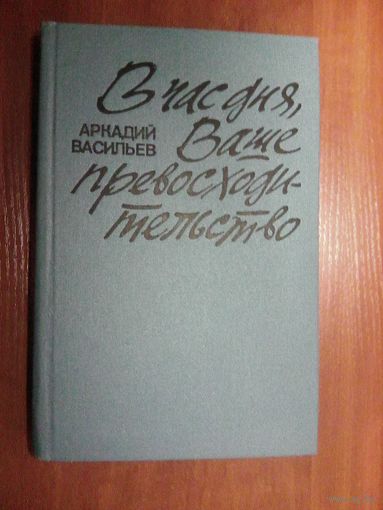 В час дня,
АРКАДИЙ
ВАСИЛЬЕВ
Ваше
превосходи-
тельство